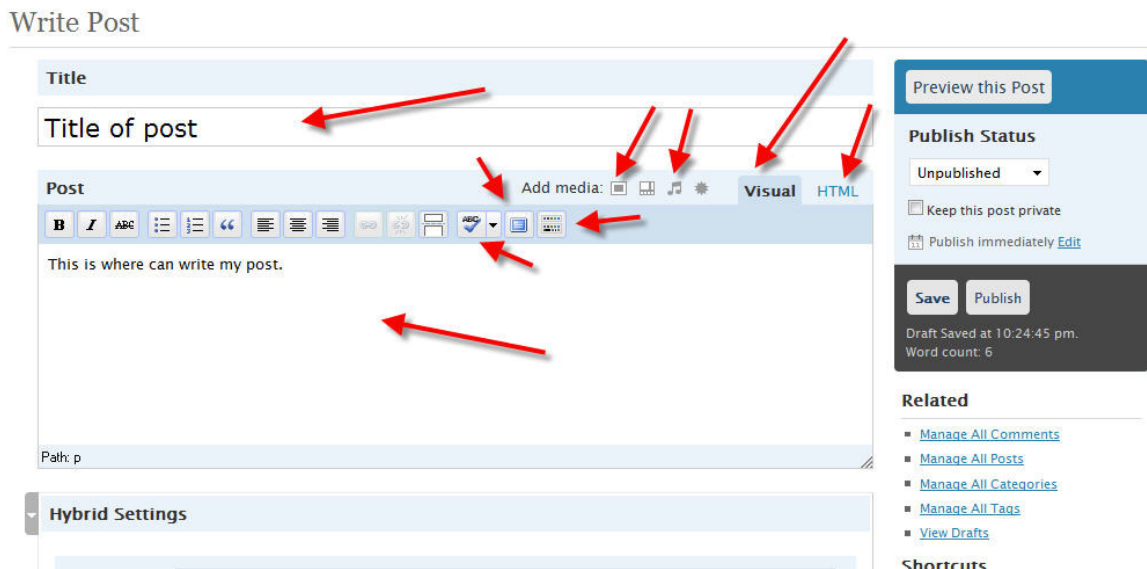 Write Post
Title
Title of post
Post
Add media:
Visual
HTML
B I ABC
ABC
This is where can write my post.
Path: p
Hybrid Settings
Preview this Post
Publish Status
Unpublished
Keep this post private
11 Publish immediately Edit
Save Publish
Draft Saved at 10:24:45 pm.
Word count: 6
Related
Manage All Comments
Manage All Posts
Manage All Categories
Manage All Tags
View Drafts
Shortcuts